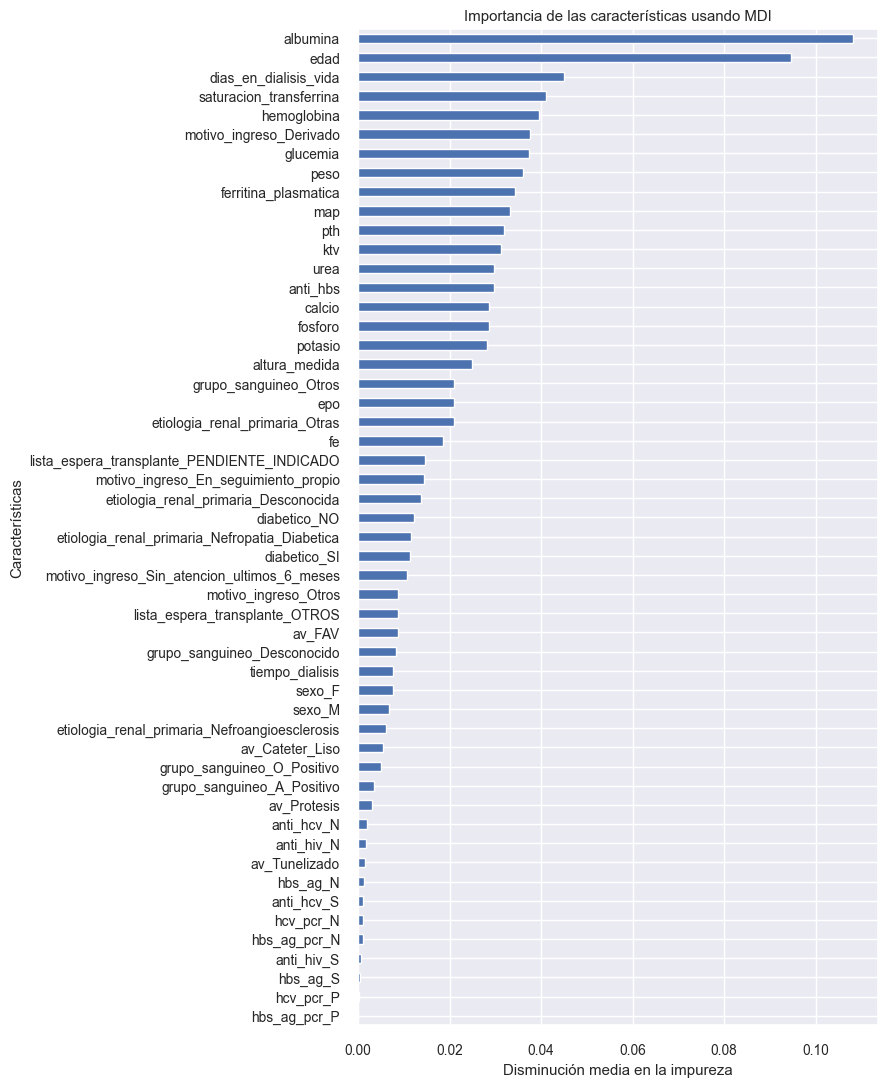 Importancia de las características usando MDI
albumina
edad
dias_en_dialisis_vida
saturacion_transferrina
hemoglobina
motivo_ingreso_Derivado
glucemia
peso
ferritina_plasmatica
map
pth
ktv
urea
anti_hbs
calcio
fosforo
potasio
altura_medida
grupo_sanguineo_Otros
epo
etiologia_renal_primaria_Otras
fe
lista_espera_transplante_PENDIENTE_INDICADO
motivo_ingreso_En_seguimiento_propio
etiologia_renal_primaria_Desconocida
diabetico_NO
etiologia_renal_primaria_Nefropatia_Diabetica
diabetico_SI
motivo_ingreso_Sin_atencion_ultimos_6_meses
motivo_ingreso_Otros
lista_espera_transplante_OTROS
av_FAV
grupo_sanguineo_Desconocido
tiempo_dialisis
sexo_F
sexo_M
etiologia_renal_primaria_Nefroangioesclerosis
av_Cateter_Liso
grupo_sanguineo_O_Positivo
grupo_sanguineo_A_Positivo
av_Protesis
anti_hcv_N
anti_hiv_N
av_Tunelizado
hbs_ag_N
anti_hcv_S
hcv_pcr_N
hbs_ag_pcr_N
anti_hiv_S
hbs_ag_S
hcv_pcr_P
hbs_ag_pcr_P
Características
0.00 0.02 0.04 0.06 0.08 0.10
Disminución media en la impureza